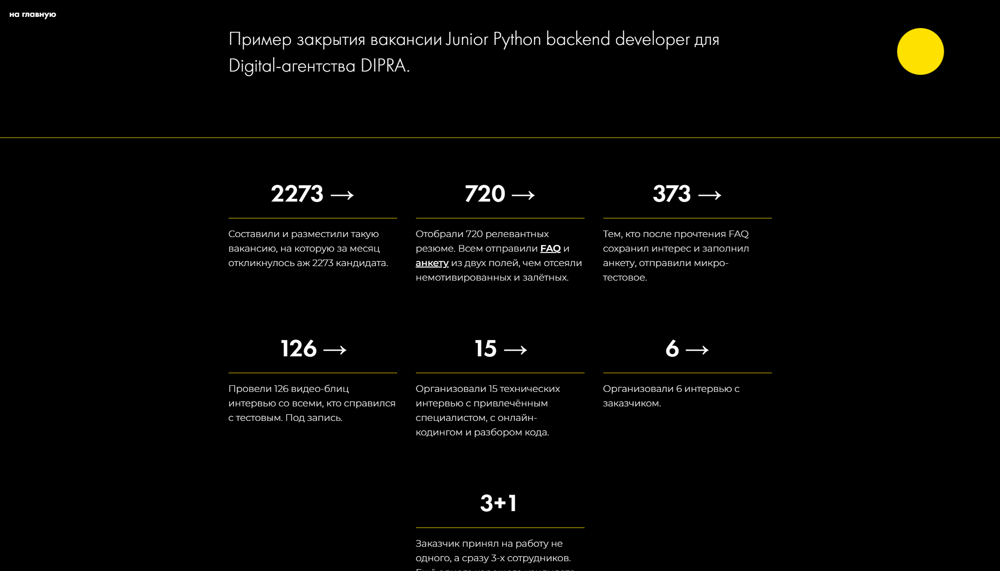 на главную
Пример закрытия вакансии Junior Python backend developer для
Digital-агентства DIPRA.
2273 →
Составили и разместили такую
вакансию, на которую за месяц
откликнулось аж 2273 кандидата.
720 →
Отобрали 720 релевантных
резюме. Всем отправили FAQ и
анкету из двух полей, чем отсеяли
немотивированных и залётных.
373 →
Тем, кто после прочтения FAQ
сохранил интерес и заполнил
анкету, отправили микро-
тестовое.
126 →
Провели 126 видео-блиц
интервью со всеми, кто справился
с тестовым. Под запись.
15 →
Организовали 15 технических
интервью с привлечённым
специалистом, с онлайн-
кодингом и разбором кода.
6 →
Организовали 6 интервью с
заказчиком.
3+1
Заказчик принял на работу не
одного, а сразу 3-х сотрудников.